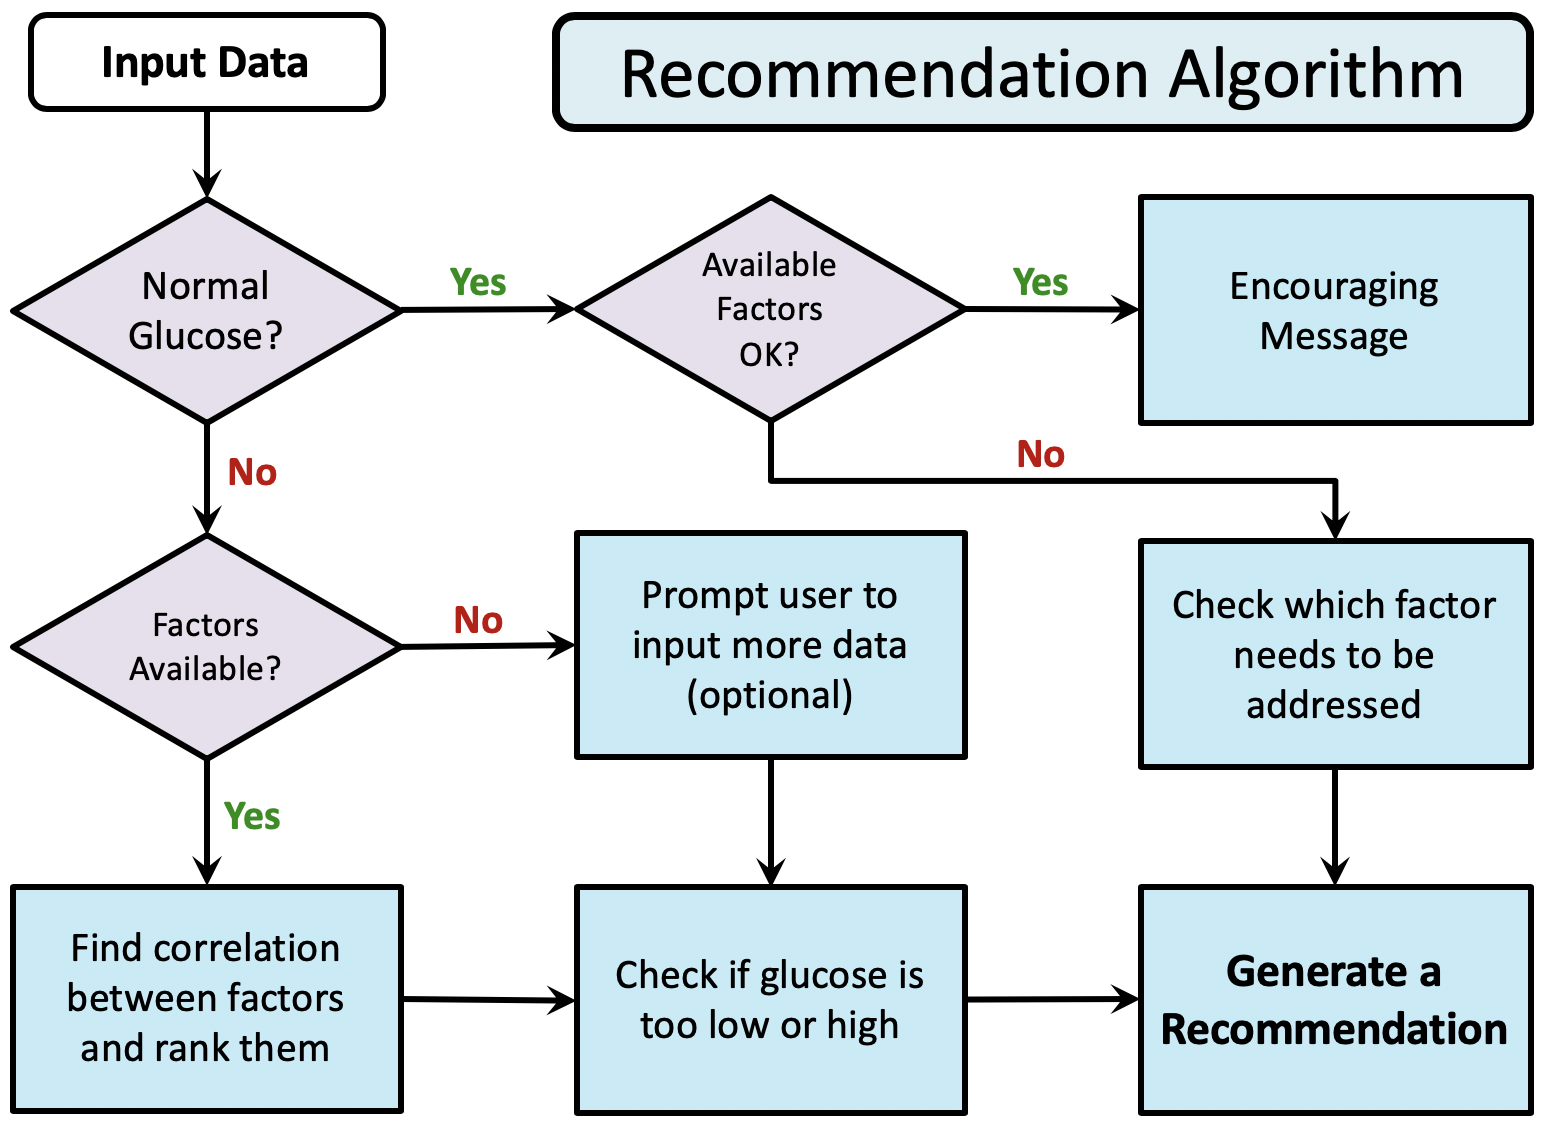 Input Data
Recommendation Algorithm
Normal
Glucose?
Yes
Available
Factors
OK?
Yes
Encouraging
Message
No
No
Factors
Available?
No
Prompt user to
input more data
(optional)
Check which factor
needs to be
addressed
Yes
Find correlation
between factors
and rank them
Check if glucose is
too low or high
Generate a
Recommendation